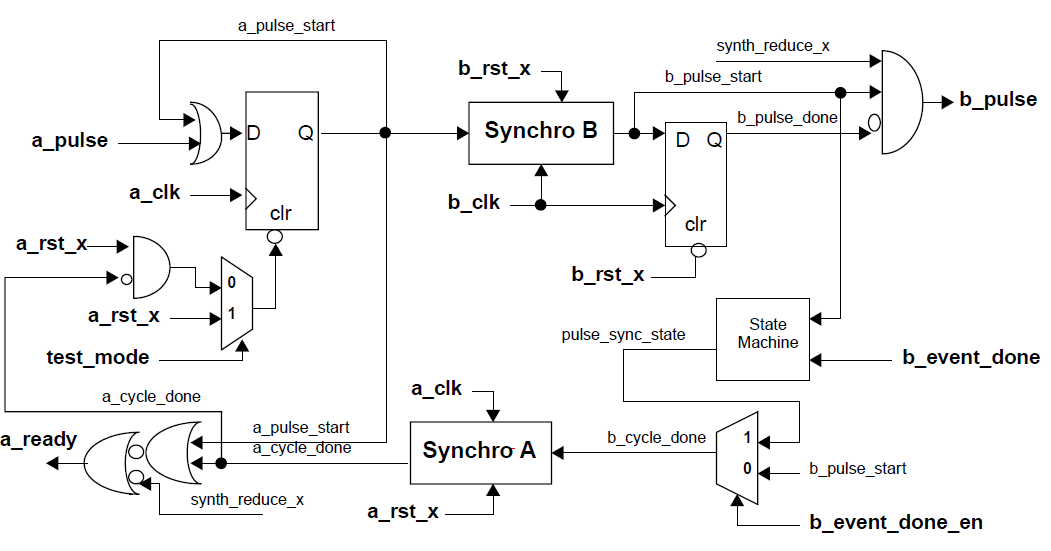 a_pulse_start
synth_reduce_x
b_rst_x
b_pulse_start
b_pulse
b_pulse_done
a_pulse
D Q
Synchro B
D Q
a_clk
b_clk
clr
clr
a_rst_x
b_rst_x
0
a_rst_x
1
State
Machine
pulse_sync_state
test_mode
b_event_done
a_clk
a_cycle_done
a_pulse_start
a_ready
a_cycle_done
Synchro A
b_cycle_done
1
0
b_pulse_start
synth_reduce_x
a_rst_x
b_event_done_en